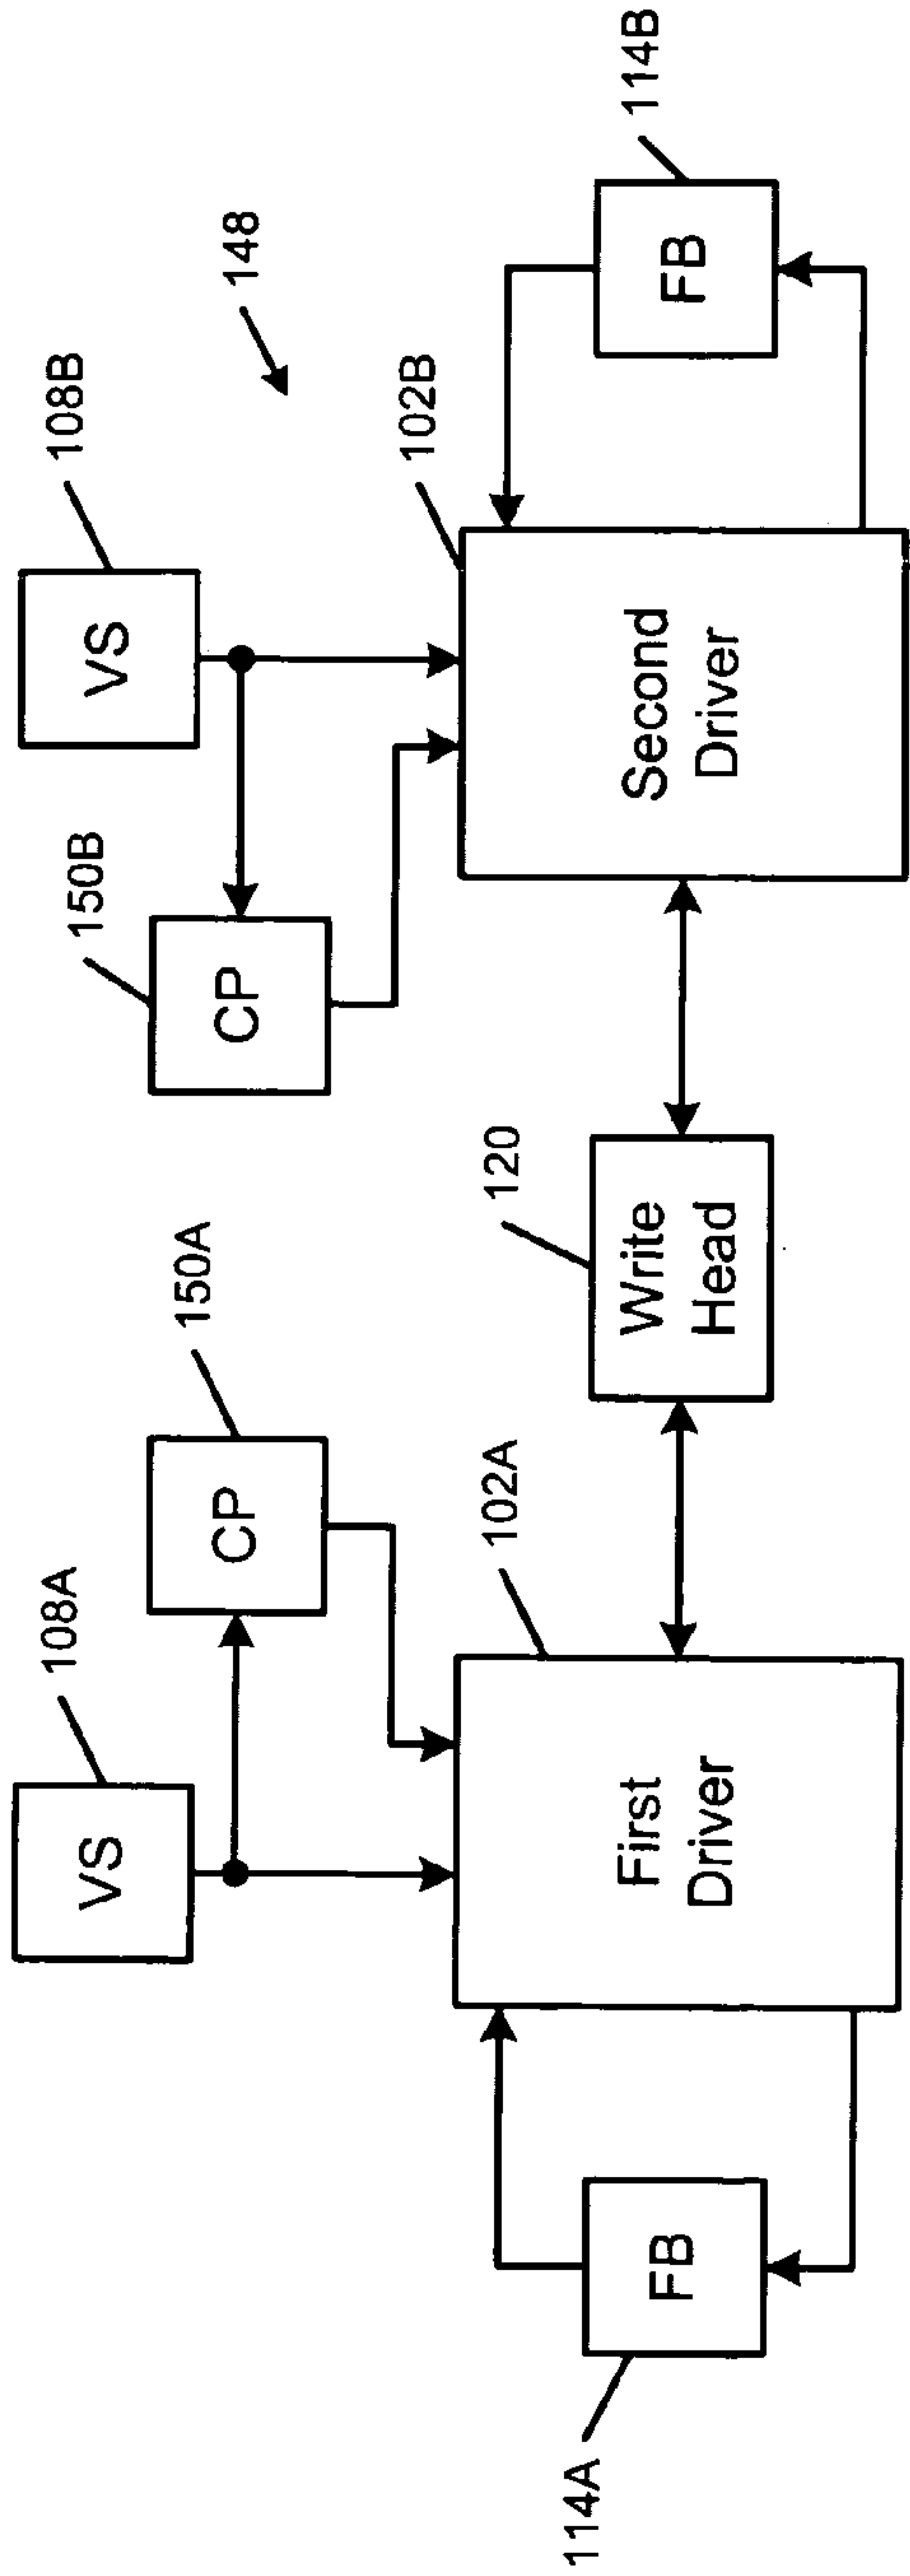 108A
VS
150A
CP
102A
First
Driver
FB
114A
120
Write
Head
150B
CP
108B
VS
148
102B
Second
Driver
FB
114B